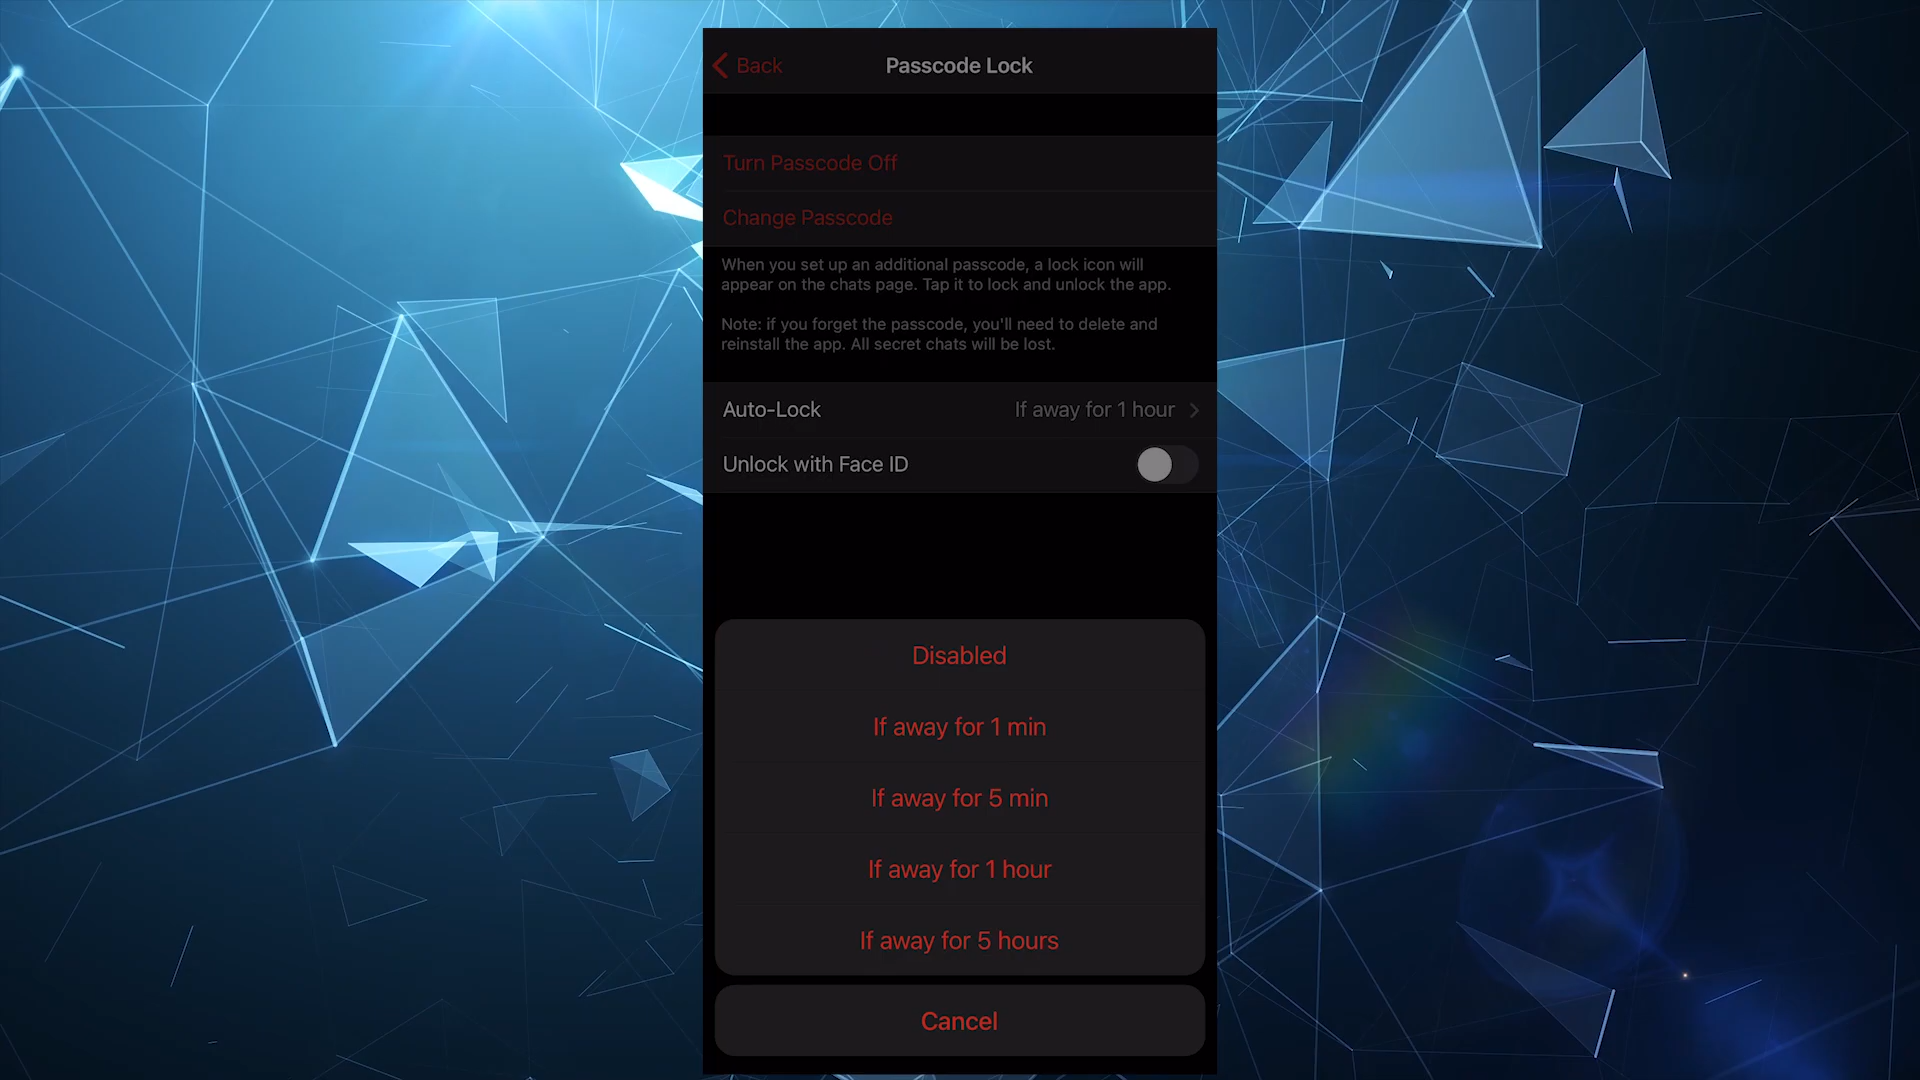 Back
Passcode Lock
Turn Passcode Off
Change Passcode
When you set up an additional passcode, a lock icon will
appear on the chats page. Tap it to lock and unlock the app.
Note: if you forget the passcode, you'll need to delete and
reinstall the app. All secret chats will be lost.
Auto-Lock If away for 1 hour
Unlock with Face ID
Disabled
If away for 1 min
If away for 5 min
If away for 1 hour
If away for 5 hours
Cancel